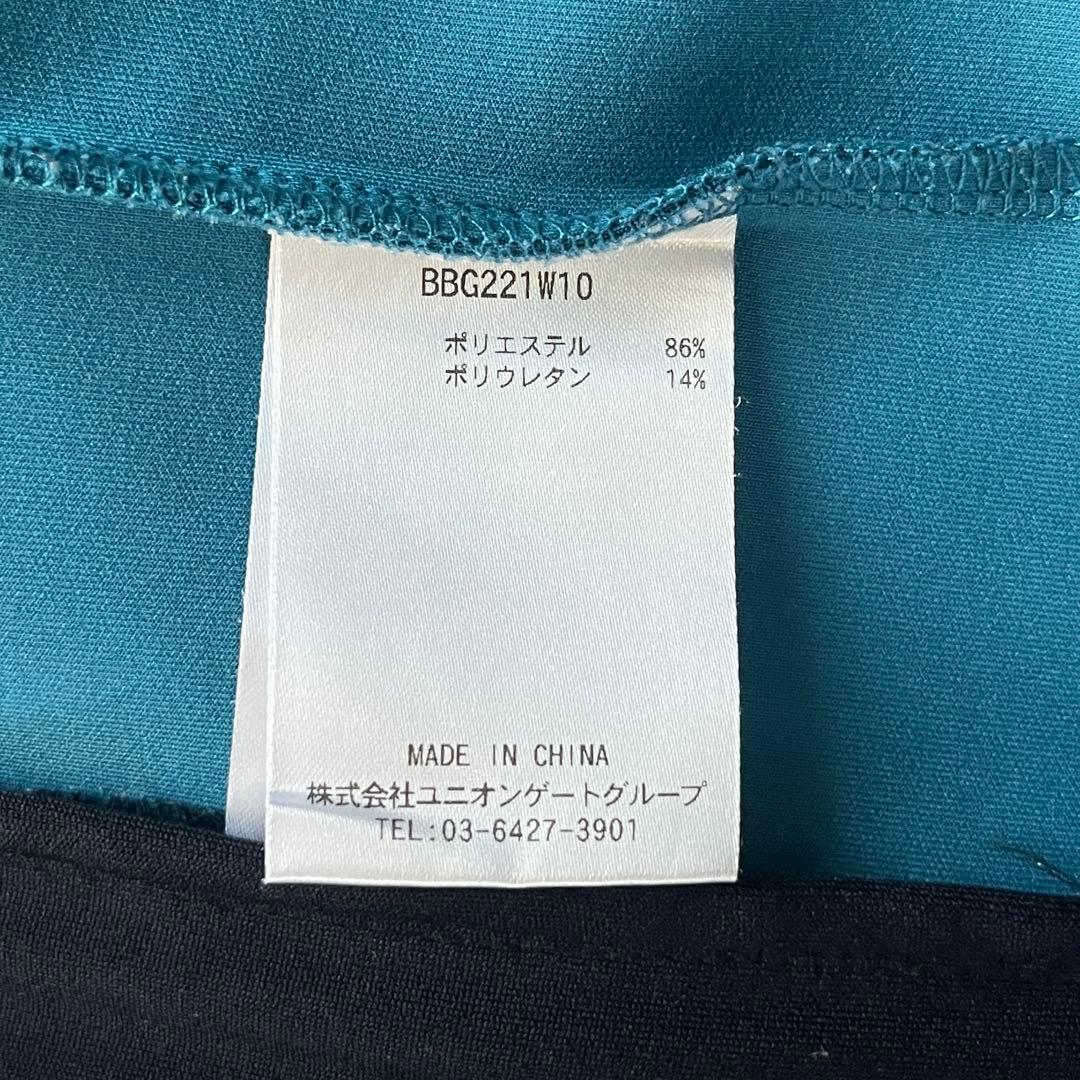 BBG221W10
ポリエステル 86%
ポリウレタン 14%
MADE IN CHINA
株式会社ユニオンゲートグループ
TEL:03-6427-3901